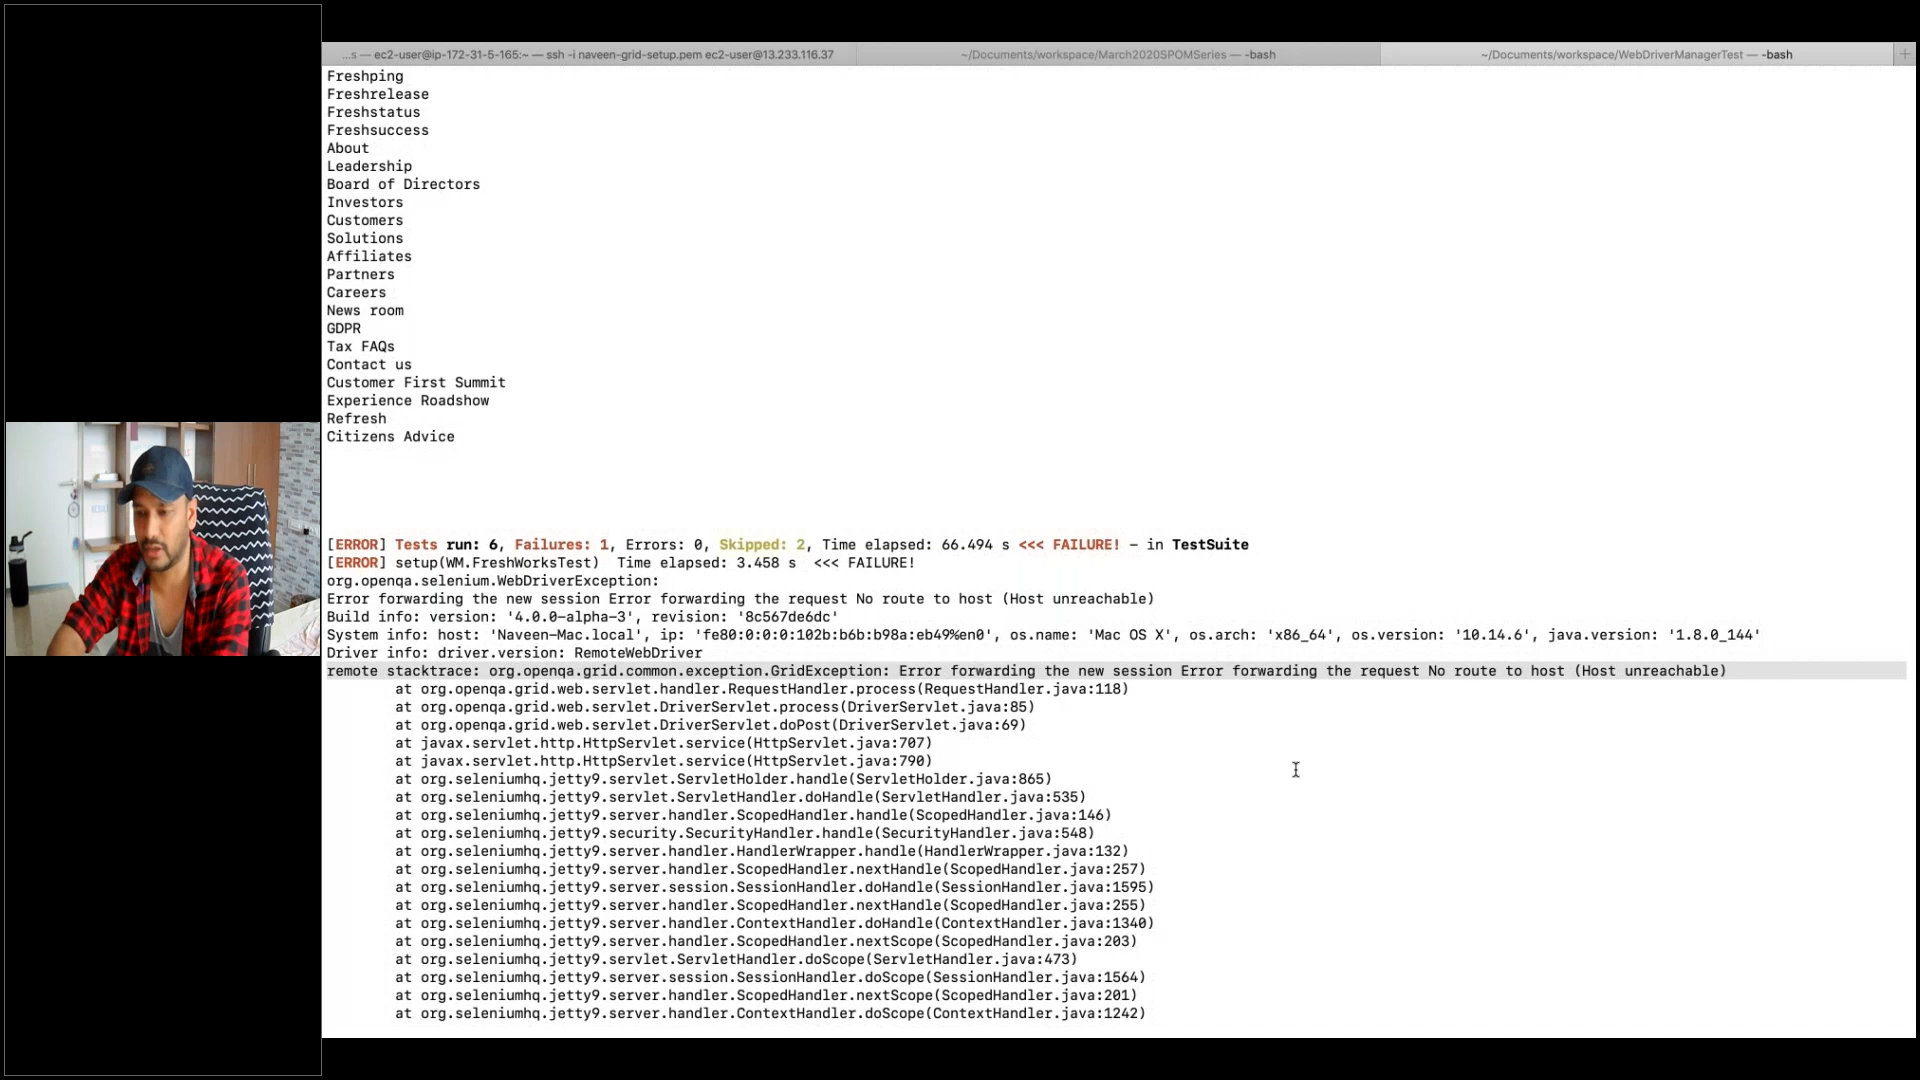 ...s — ec2-user@ip-172-31-5-165:~ — ssh -i naveen-grid-setup.pem ec2-user@13.233.116.37
~/Documents/workspace/March2020SPOMSeries — -bash
~/Documents/workspace/WebDriverManagerTest — -bash
+
Freshping
Freshrelease
Freshstatus
Freshsuccess
About
Leadership
Board of Directors
Investors
Customers
Solutions
Affiliates
Partners
Careers
News room
GDPR
Tax FAQs
Contact us
Customer First Summit
Experience Roadshow
Refresh
Citizens Advice
[ERROR] Tests run: 6, Failures: 1, Errors: 0, Skipped: 2, Time elapsed: 66.494 s <<< FAILURE! - in TestSuite
[ERROR] setup(WM.FreshWorksTest)  Time elapsed: 3.458 s  <<< FAILURE!
org.openqa.selenium.WebDriverException:
Error forwarding the new session Error forwarding the request No route to host (Host unreachable)
Build info: version: '4.0.0-alpha-3', revision: '8c567de6dc'
System info: host: 'Naveen-Mac.local', ip: 'fe80:0:0:0:102b:b6b:b98a:eb49%en0', os.name: 'Mac OS X', os.arch: 'x86_64', os.version: '10.14.6', java.version: '1.8.0_144'
Driver info: driver.version: RemoteWebDriver
remote stacktrace: org.openqa.grid.common.exception.GridException: Error forwarding the new session Error forwarding the request No route to host (Host unreachable)
at org.openqa.grid.web.servlet.handler.RequestHandler.process(RequestHandler.java:118)
at org.openqa.grid.web.servlet.DriverServlet.process(DriverServlet.java:85)
at org.openqa.grid.web.servlet.DriverServlet.doPost(DriverServlet.java:69)
at javax.servlet.http.HttpServlet.service(HttpServlet.java:707)
at javax.servlet.http.HttpServlet.service(HttpServlet.java:790)
at org.seleniumhq.jetty9.servlet.ServletHolder.handle(ServletHolder.java:865)
at org.seleniumhq.jetty9.servlet.ServletHandler.doHandle(ServletHandler.java:535)
at org.seleniumhq.jetty9.server.handler.ScopedHandler.handle(ScopedHandler.java:146)
at org.seleniumhq.jetty9.security.SecurityHandler.handle(SecurityHandler.java:548)
at org.seleniumhq.jetty9.server.handler.HandlerWrapper.handle(HandlerWrapper.java:132)
at org.seleniumhq.jetty9.server.handler.ScopedHandler.nextHandle(ScopedHandler.java:257)
at org.seleniumhq.jetty9.server.session.SessionHandler.doHandle(SessionHandler.java:1595)
at org.seleniumhq.jetty9.server.handler.ScopedHandler.nextHandle(ScopedHandler.java:255)
at org.seleniumhq.jetty9.server.handler.ContextHandler.doHandle(ContextHandler.java:1340)
at org.seleniumhq.jetty9.server.handler.ScopedHandler.nextScope(ScopedHandler.java:203)
at org.seleniumhq.jetty9.servlet.ServletHandler.doScope(ServletHandler.java:473)
at org.seleniumhq.jetty9.server.session.SessionHandler.doScope(SessionHandler.java:1564)
at org.seleniumhq.jetty9.server.handler.ScopedHandler.nextScope(ScopedHandler.java:201)
at org.seleniumhq.jetty9.server.handler.ContextHandler.doScope(ContextHandler.java:1242)